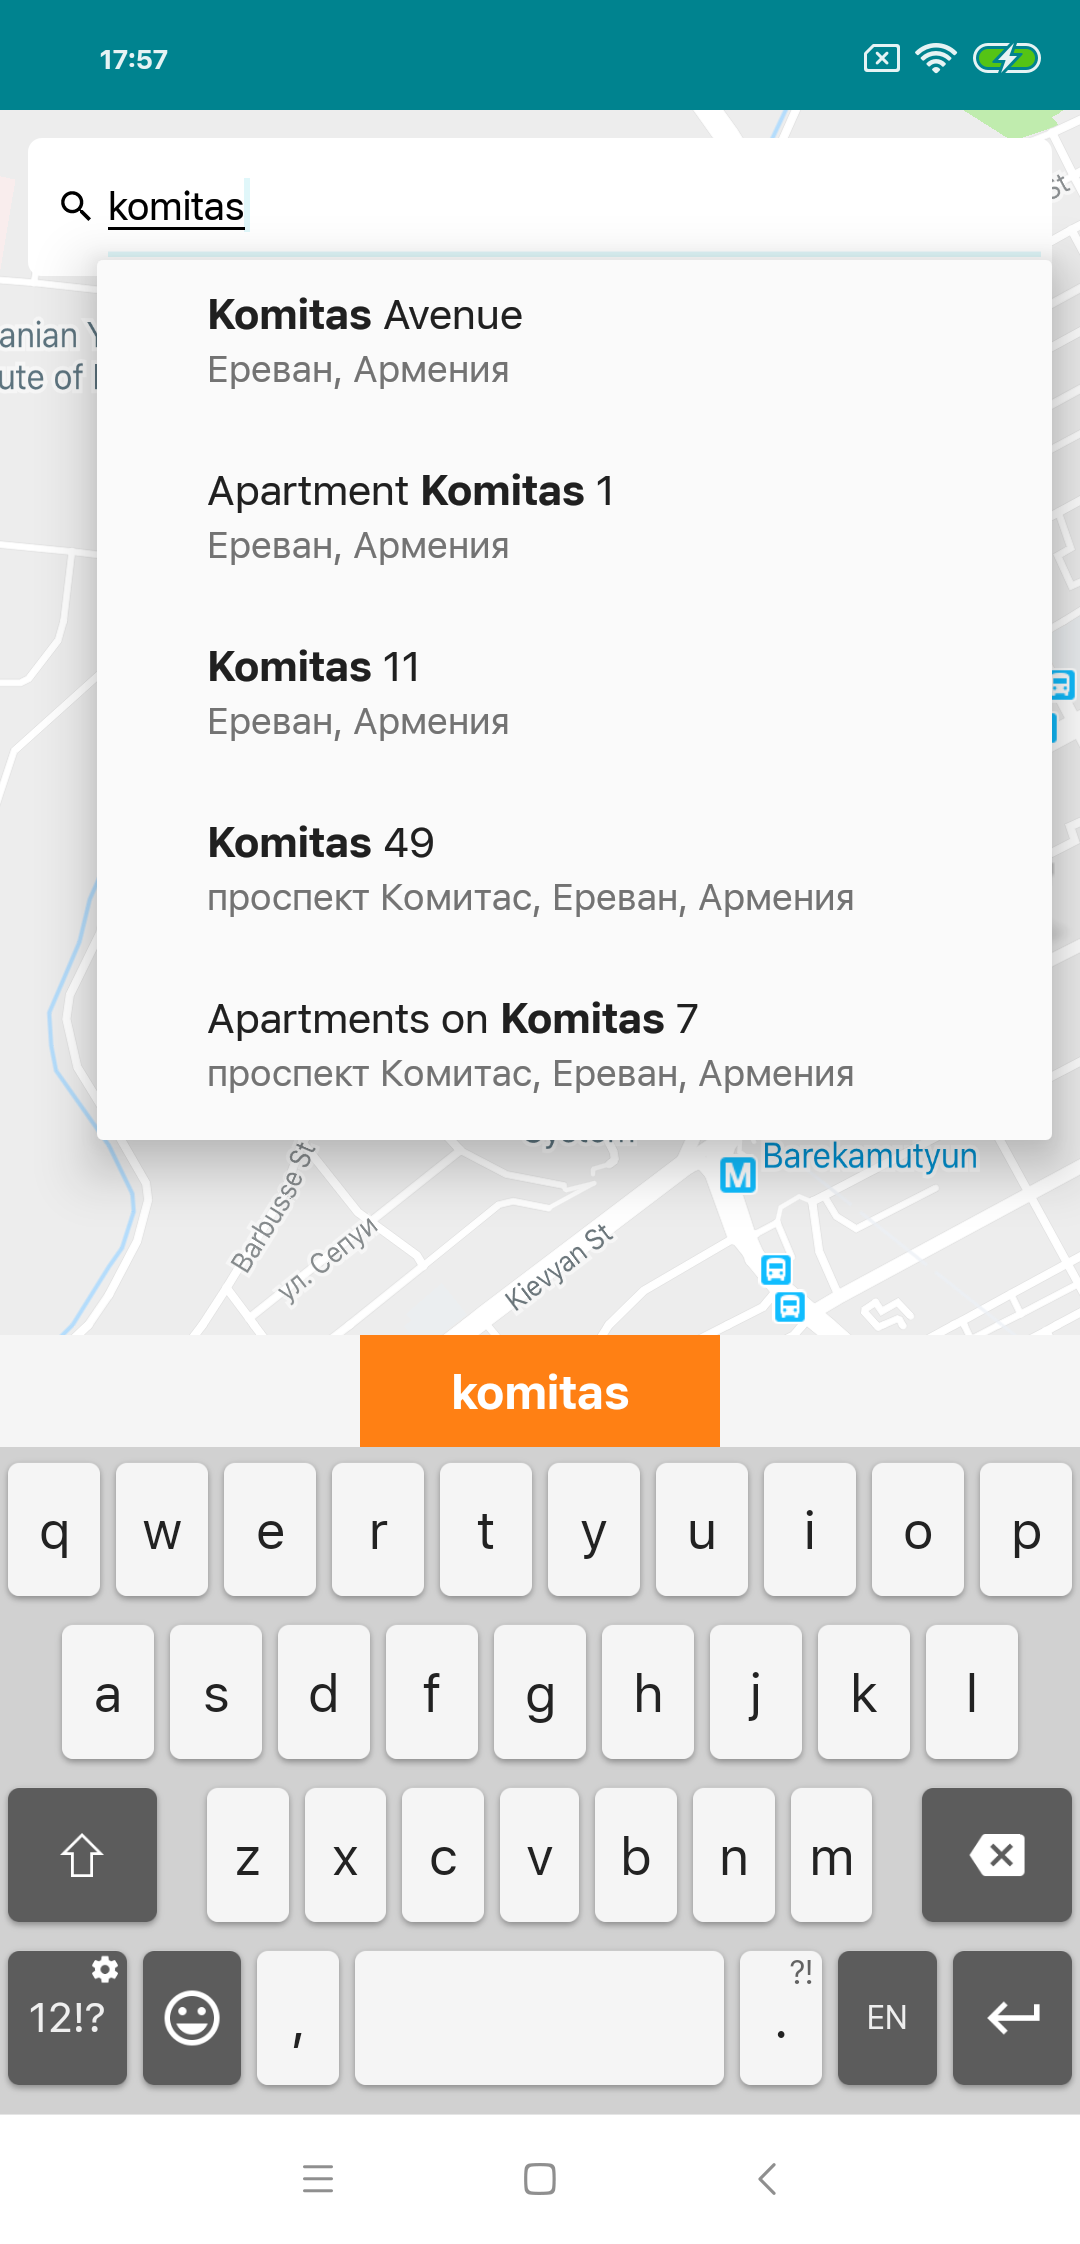 17:57
St
komitas
Komitas Avenue
Ереван, Армения
anian
ute of
Apartment Komitas 1
Ереван, Армения
Komitas 11
Ереван, Армения
Komitas 49
проспект Комитас, Ереван, Армения
Apartments on Komitas 7
проспект Комитас, Ереван, Армения
M Barekamutyun
Barbusse St
ул. Сепуи
Kievyan St
komitas
q w e r t y u i o p
a s d f g h j k l
z x c v b n m
12!? , ?! . EN